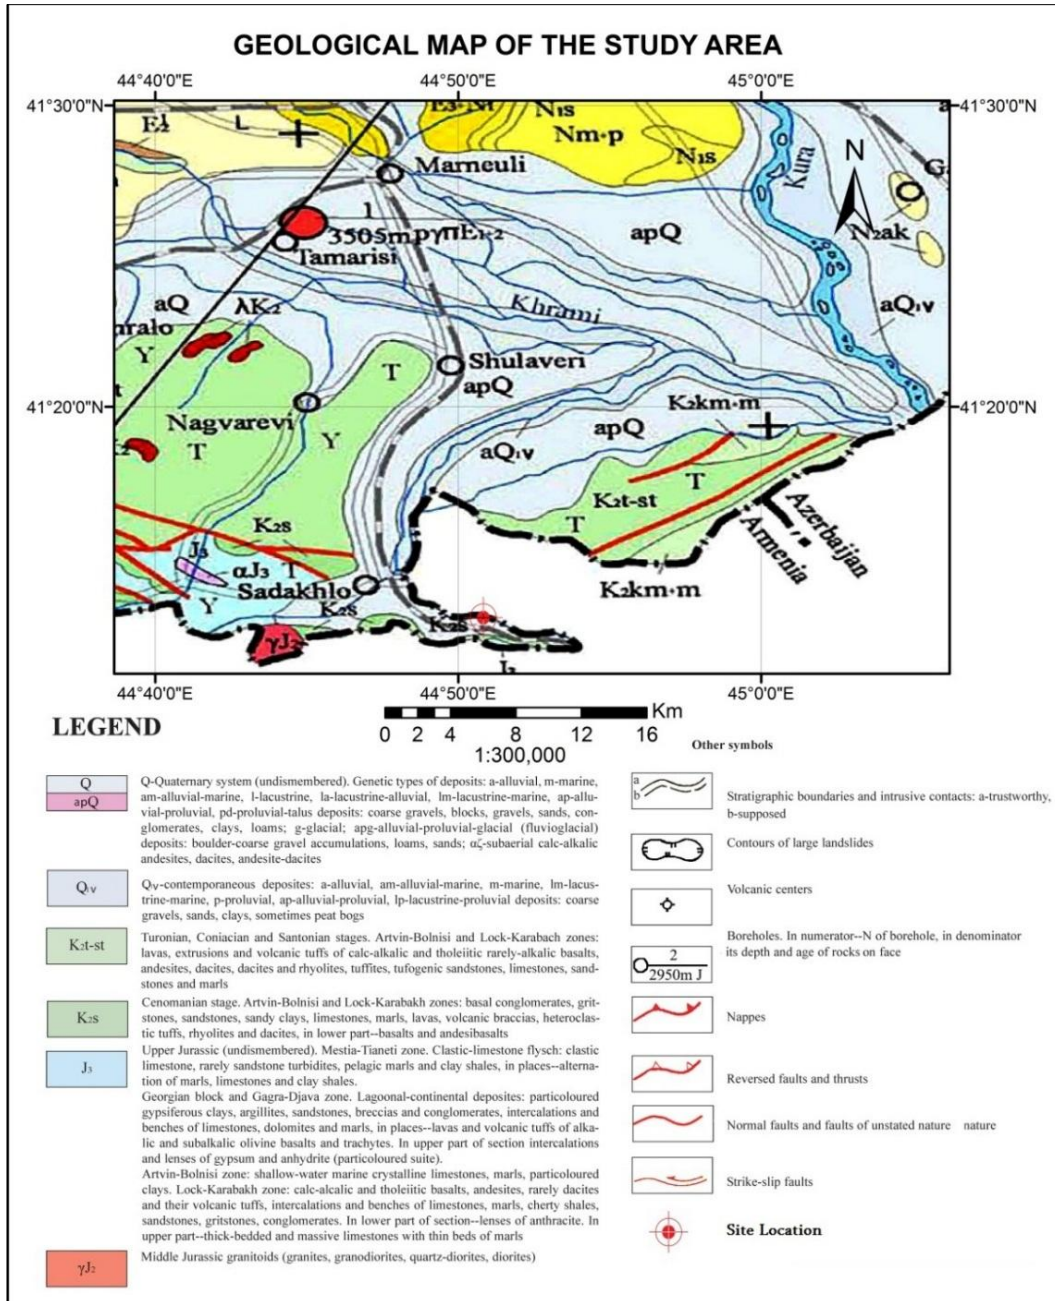 GEOLOGICAL MAP OF THE STUDY AREA
44°40'0"E 44°50'0"E 45°0'0"E
41°30'0"N 41°30'0"N
L
N1s
Nm·p
N1s
Marneuli
Kura
N
1
3505m pγπE1-2
Tamarisi
apQ
N2ak
aQ
λK2
Khrami
aQIV
Y
T
Shulaveri
apQ
41°20'0"N 41°20'0"N
Nagvarevi
Y
T
K2km·m
apQ
aQIV
T
K2t-st
T
Azerbaijan
Armenia
K2s
J3
αJ3
T
Sadakhlo
K2km·m
Y
K2s
K2s
γJ2
44°40'0"E 44°50'0"E 45°0'0"E
Km
0 2 4 8 12 16
1:300,000
LEGEND
Q
apQ
Q-Quaternary system (undismembered). Genetic types of deposits: a-alluvial, m-marine,
am-alluvial-marine, l-lacustrine, la-lacustrine-alluvial, lm-lacustrine-marine, ap-allu-
vial-proluvial, pd-proluvial-talus deposits: coarse gravels, blocks, gravels, sands, con-
glomerates, clays, loams; g-glacial; apg-alluvial-proluvial-glacial (fluvioglacial)
deposits: boulder-coarse gravel accumulations, loams, sands; αζ-subaerial calc-alkalic
andesites, dacites, andesite-dacites
QIV
QIV-contemporaneous deposits: a-alluvial, am-alluvial-marine, m-marine, lm-lacus-
trine-marine, p-proluvial, ap-alluvial-proluvial, lp-lacustrine-proluvial deposits: coarse
gravels, sands, clays, sometimes peat bogs
K2t-st
Turonian, Coniacian and Santonian stages. Artvin-Bolnisi and Lock-Karabach zones:
lavas, extrusions and volcanic tuffs of calc-alkalic and tholeiitic rarely-alkalic basalts,
andesites, dacites, dacites and rhyolites, tuffites, tufogenic sandstones, limestones, sand-
stones and marls
K2s
Cenomanian stage. Artvin-Bolnisi and Lock-Karabakh zones: basal conglomerates, grit-
stones, sandstones, sandy clays, limestones, marls, lavas, volcanic braccias, heteroclas-
tic tuffs, rhyolites and dacites, in lower part--basalts and andesibasalts
J3
Upper Jurassic (undismembered). Mestia-Tianeti zone. Clastic-limestone flysch: clastic
limestone, rarely sandstone turbidites, pelagic marls and clay shales, in places--alterna-
tion of marls, limestones and clay shales.
Georgian block and Gagra-Djava zone. Lagoonal-continental deposits: particoloured
gypsiferous clays, argillites, sandstones, breccias and conglomerates, intercalations and
benches of limestones, dolomites and marls, in places--lavas and volcanic tuffs of alka-
lic and subalkalic olivine basalts and trachytes. In upper part of section intercalations
and lenses of gypsum and anhydrite (particoloured suite).
Artvin-Bolnisi zone: shallow-water marine crystalline limestones, marls, particoloured
clays. Lock-Karabakh zone: calc-alcalic and tholeiitic basalts, andesites, rarely dacites
and their volcanic tuffs, intercalations and benches of limestones, marls, cherty shales,
sandstones, gritstones, conglomerates. In lower part of section--lenses of anthracite. In
upper part--thick-bedded and massive limestones with thin beds of marls
γJ2
Middle Jurassic granitoids (granites, granodiorites, quartz-diorites, diorites)
Other symbols
a
b
Stratigraphic boundaries and intrusive contacts: a-trustworthy,
b-supposed
Contours of large landslides
Volcanic centers
2
2950m J
Boreholes. In numerator--N of borehole, in denominator
its depth and age of rocks on face
Nappes
Reversed faults and thrusts
Normal faults and faults of unstated nature nature
Strike-slip faults
Site Location